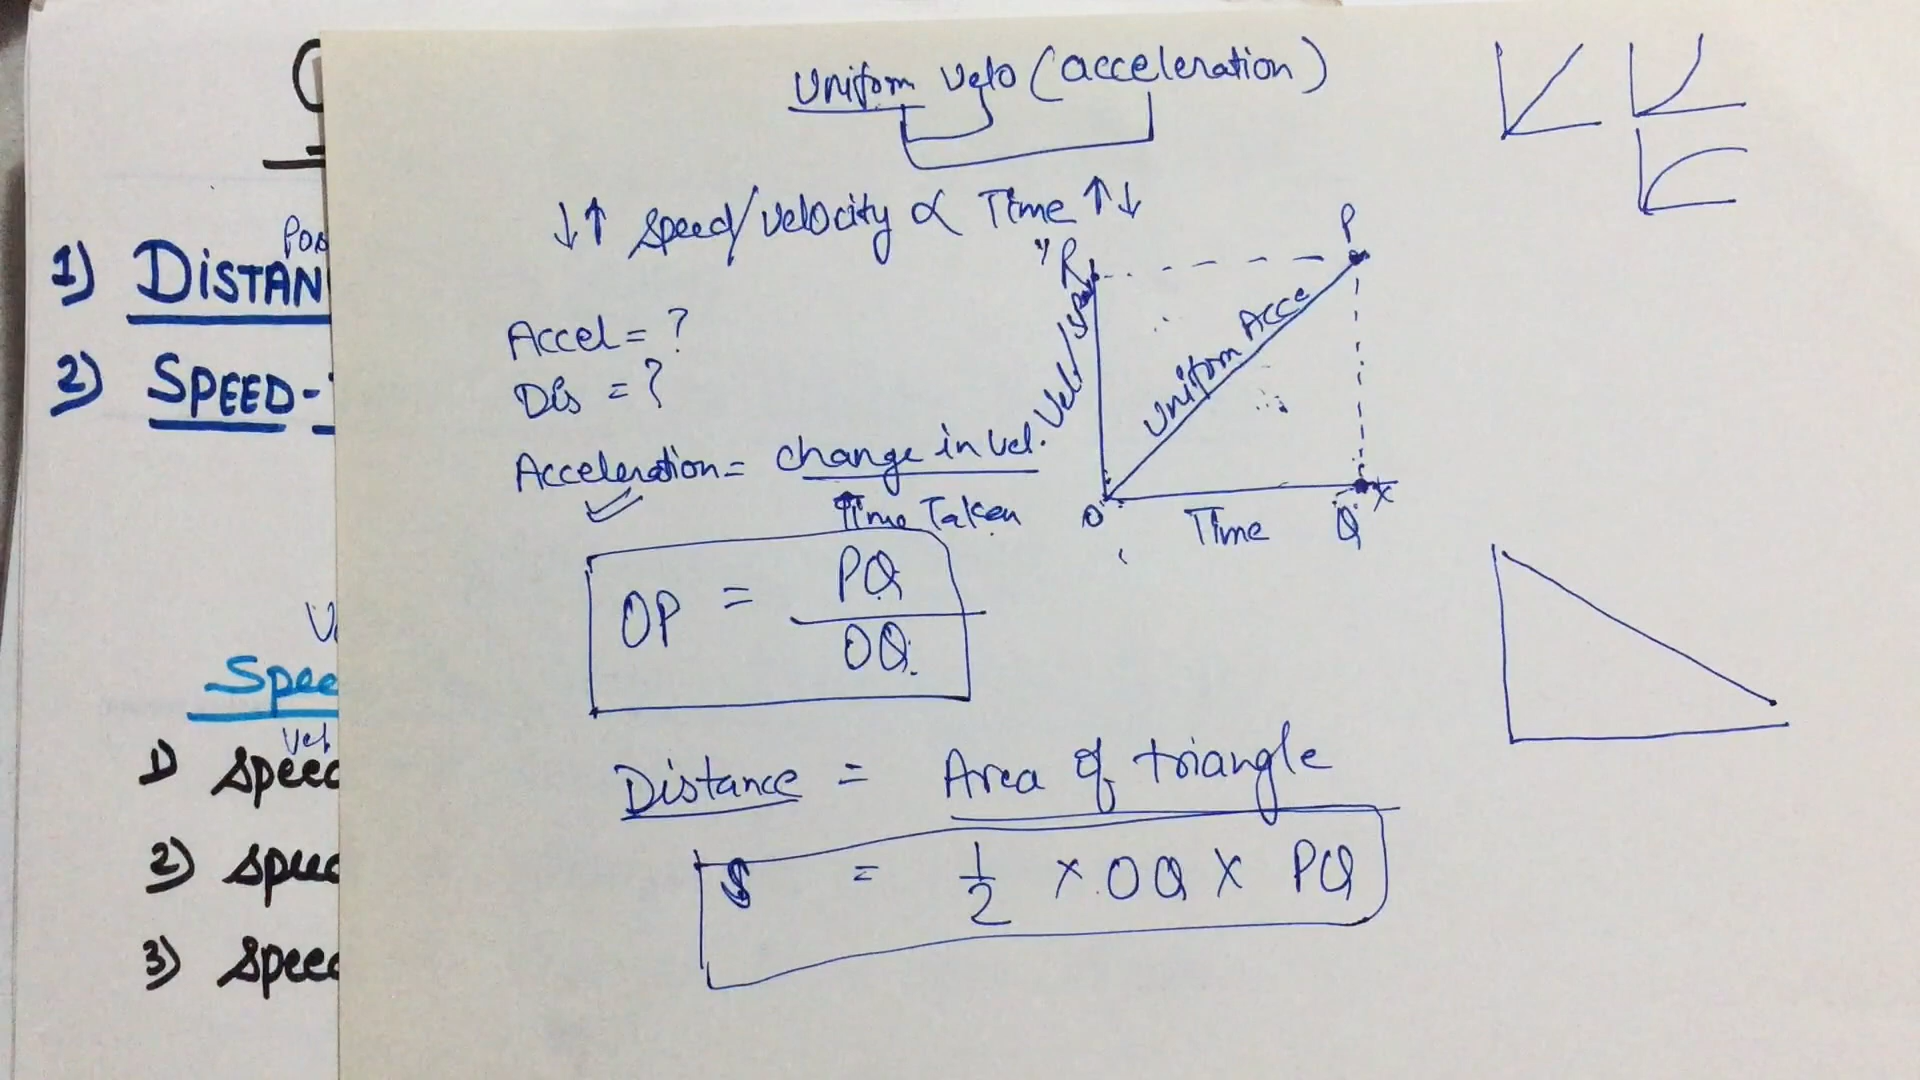 Uniform Velo (acceleration)
↓↑ Speed/Velocity ∝ Time ↑↓
Accel = ?
Dis = ?
Acceleration = change in Vel.
Time Taken
OP = PQ
OQ
Distance = Area of triangle
S = 1/2 × OQ × PQ
y R
P
Vel/
Uniform Acce
O
Time
Q
X
1) DISTAN
2) SPEED-
Spee
Vel
1) Speed
2) Spee
3) Speed